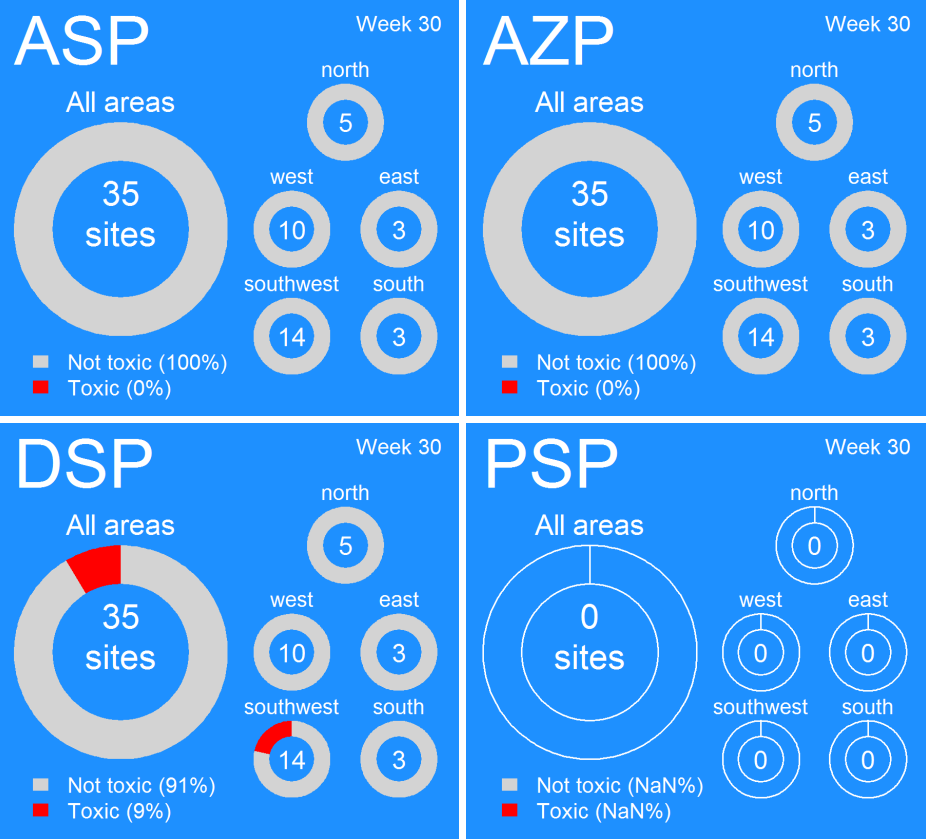 ASP
Week 30
north
All areas
5
35
sites
west
east
10
3
southwest
south
14
3
Not toxic (100%)
Toxic (0%)
AZP
Week 30
north
All areas
5
35
sites
west
east
10
3
southwest
south
14
3
Not toxic (100%)
Toxic (0%)
DSP
Week 30
north
All areas
5
35
sites
west
east
10
3
southwest
south
14
3
Not toxic (91%)
Toxic (9%)
PSP
Week 30
north
All areas
0
0
sites
west
east
0
0
southwest
south
0
0
Not toxic (NaN%)
Toxic (NaN%)